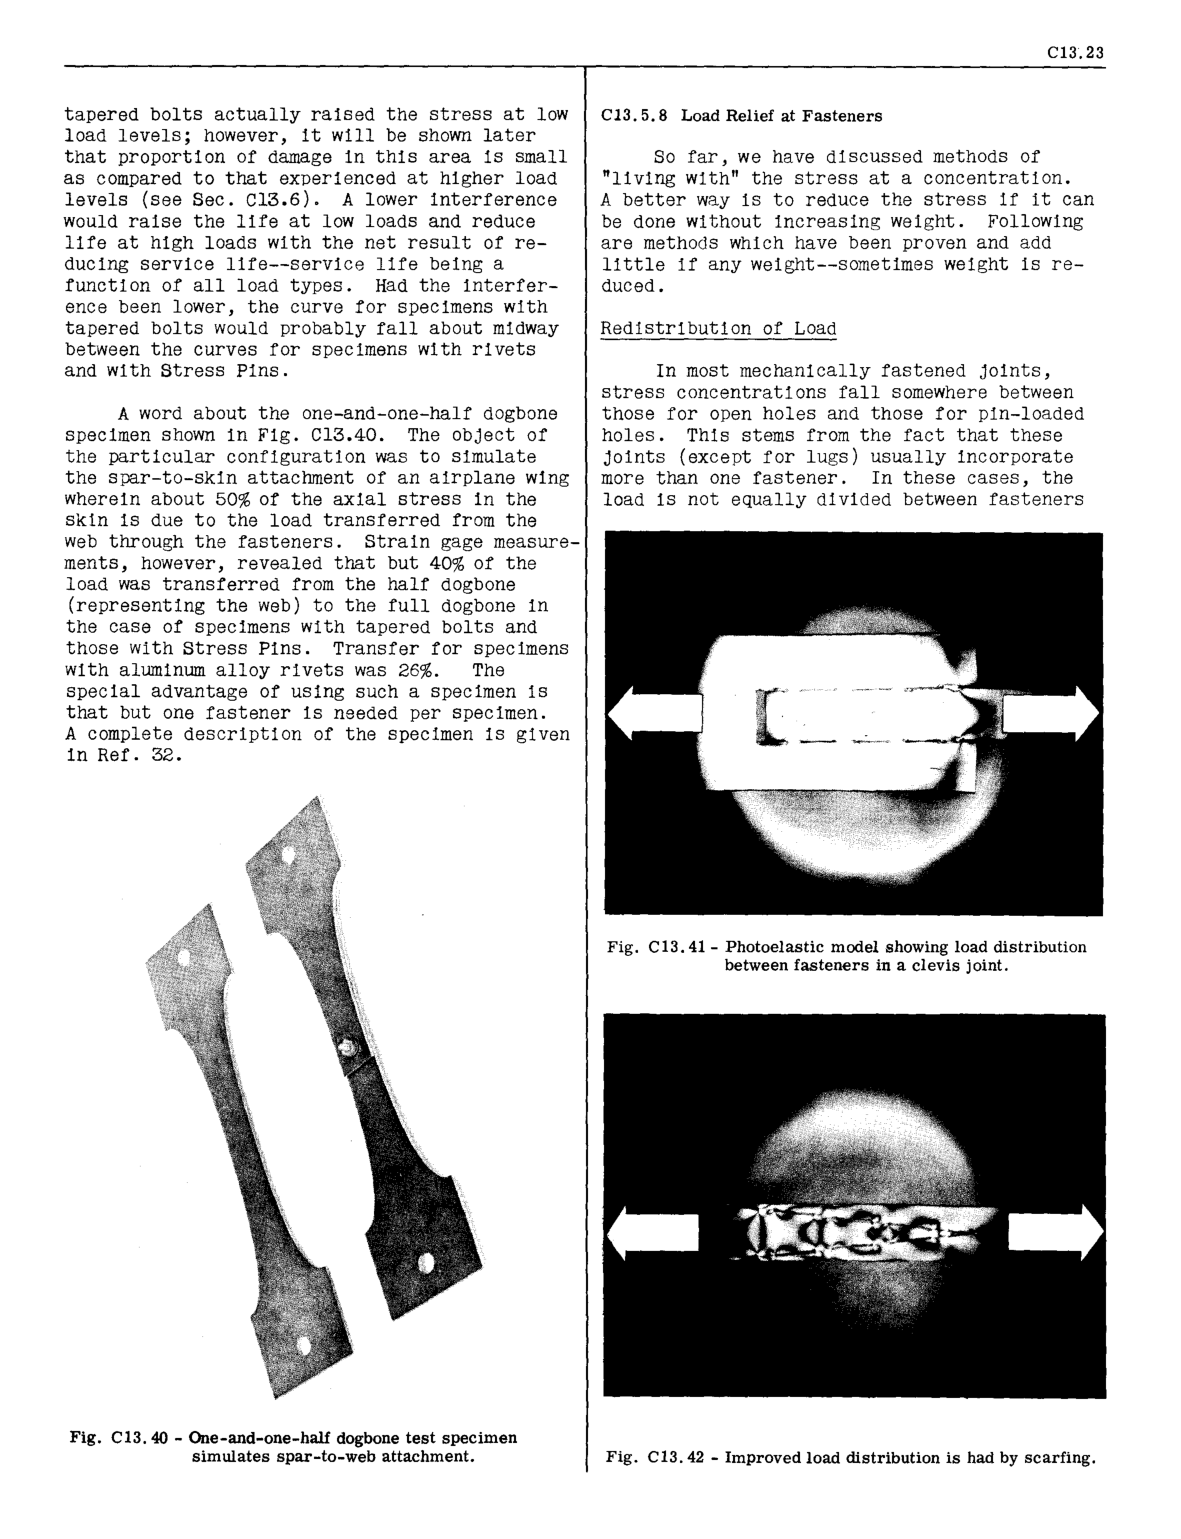 C13.23
tapered bolts actually raised the stress at low
load levels; however, it will be shown later
that proportion of damage in this area is small
as compared to that experienced at higher load
levels (see Sec. C13.6). A lower interference
would raise the life at low loads and reduce
life at high loads with the net result of re-
ducing service life--service life being a
function of all load types. Had the interfer-
ence been lower, the curve for specimens with
tapered bolts would probably fall about midway
between the curves for specimens with rivets
and with Stress Pins.
A word about the one-and-one-half dogbone
specimen shown in Fig. C13.40. The object of
the particular configuration was to simulate
the spar-to-skin attachment of an airplane wing
wherein about 50% of the axial stress in the
skin is due to the load transferred from the
web through the fasteners. Strain gage measure-
ments, however, revealed that but 40% of the
load was transferred from the half dogbone
(representing the web) to the full dogbone in
the case of specimens with tapered bolts and
those with Stress Pins. Transfer for specimens
with aluminum alloy rivets was 26%. The
special advantage of using such a specimen is
that but one fastener is needed per specimen.
A complete description of the specimen is given
in Ref. 32.
Fig. C13.40 - One-and-one-half dogbone test specimen
simulates spar-to-web attachment.
C13.5.8 Load Relief at Fasteners
So far, we have discussed methods of
"living with" the stress at a concentration.
A better way is to reduce the stress if it can
be done without increasing weight. Following
are methods which have been proven and add
little if any weight--sometimes weight is re-
duced.
Redistribution of Load
In most mechanically fastened joints,
stress concentrations fall somewhere between
those for open holes and those for pin-loaded
holes. This stems from the fact that these
joints (except for lugs) usually incorporate
more than one fastener. In these cases, the
load is not equally divided between fasteners
Fig. C13.41 - Photoelastic model showing load distribution
between fasteners in a clevis joint.
Fig. C13.42 - Improved load distribution is had by scarfing.